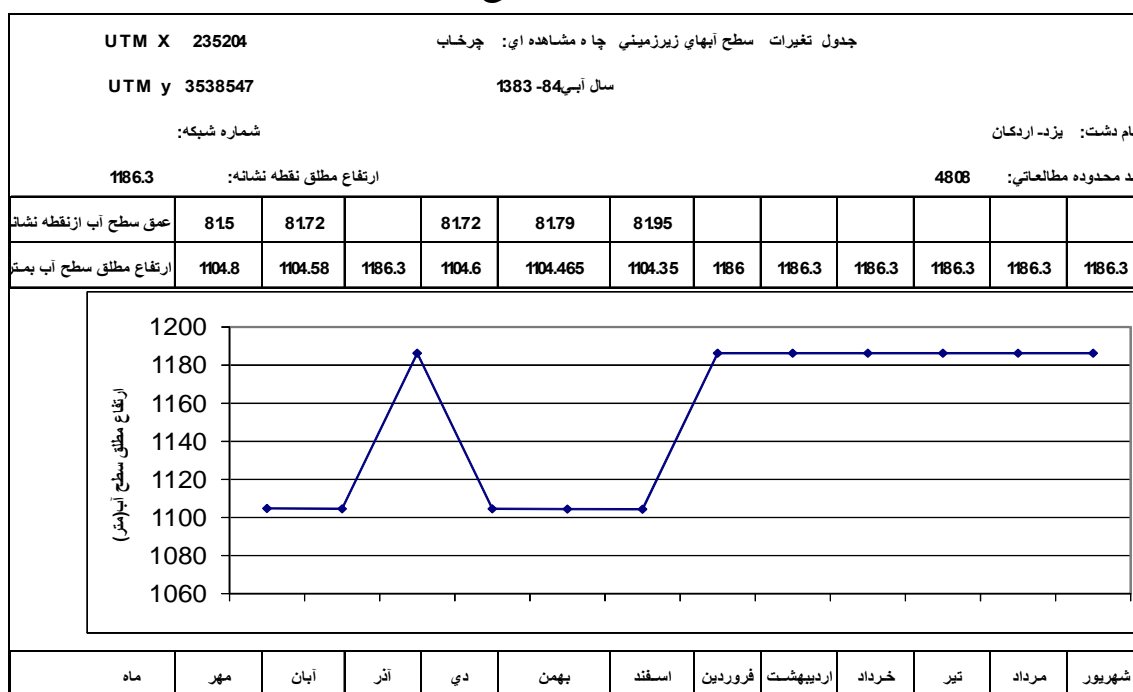 جدول تغيرات سطح آبهاي زيرزميني چا ه مشاهده اي: چرخاب UTM X 235204
سال آبي84- 1383 UTM y 3538547
ام دشت: يزد- اردكان شماره شبكه:
د محدوده مطالعاتي: 4808 ارتفاع مطلق نقطه نشانه: 1186.3
عمق سطح آب ازنقطه نشان 81.5 81.72 81.72 81.79 81.95
ارتفاع مطلق سطح آب بمتر 1104.8 1104.58 1186.3 1104.6 1104.465 1104.35 1186 1186.3 1186.3 1186.3 1186.3 1186.3
ارتفاع مطلق سطح آب(متر)
1200
1180
1160
1140
1120
1100
1080
1060
ماه مهر آبان آذر دي بهمن اسفند فروردين ارديبهشت خرداد تير مرداد شهريور